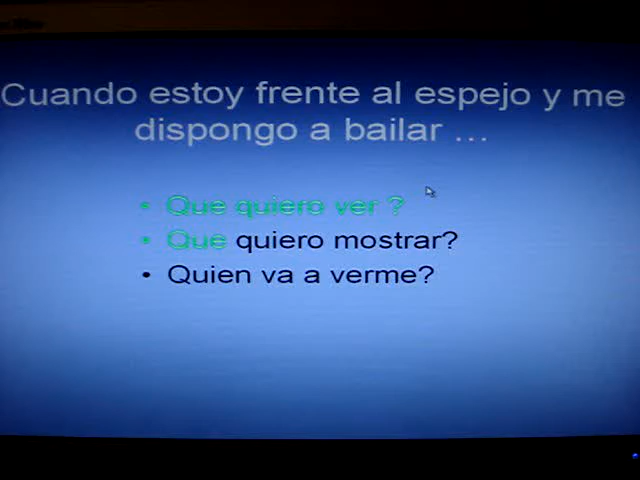 Cuando estoy frente al espejo y me
dispongo a bailar ...
• Que quiero ver ?
• Que quiero mostrar?
• Quien va a verme?